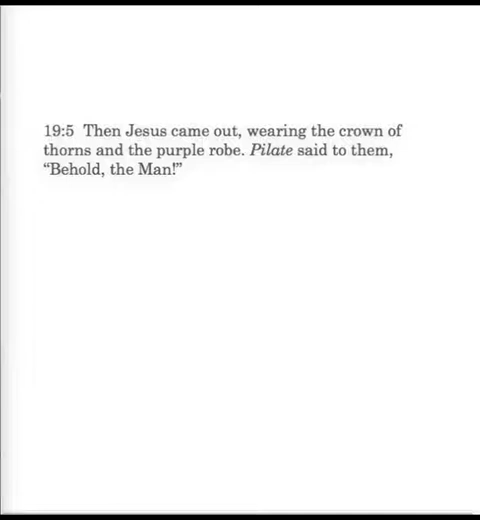 19:5 Then Jesus came out, wearing the crown of
thorns and the purple robe. Pilate said to them,
“Behold, the Man!”